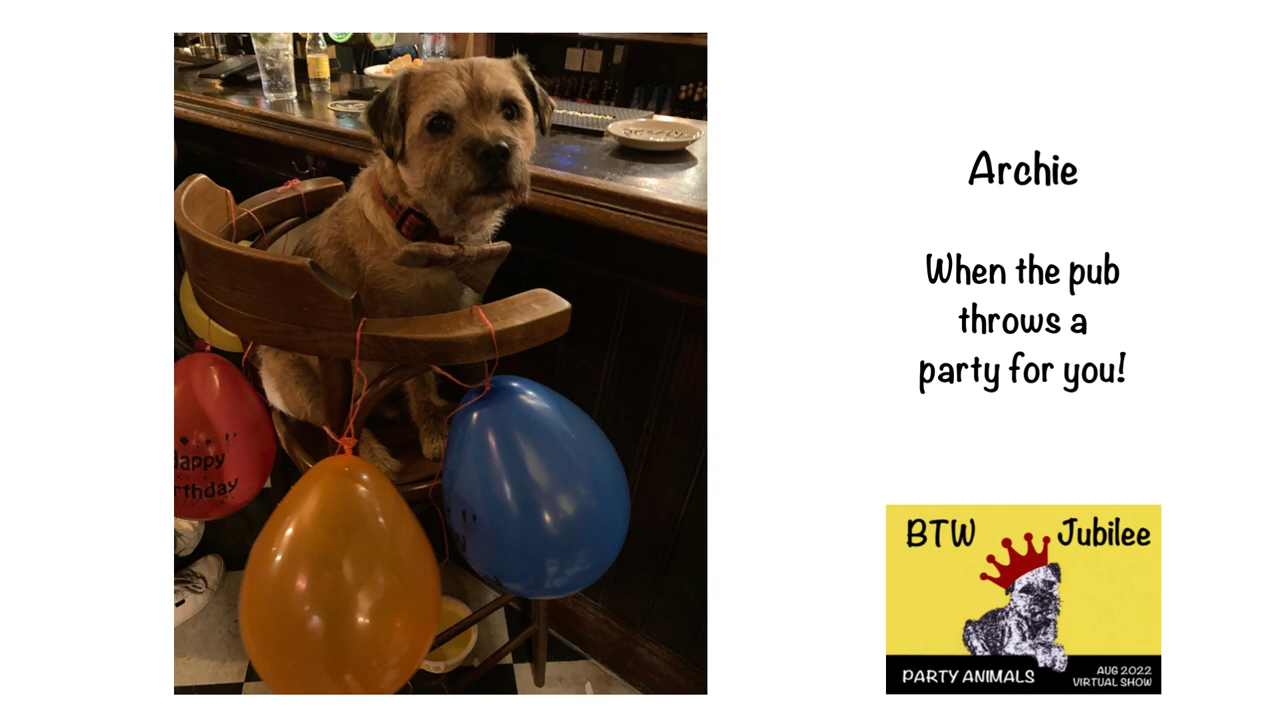 Archie
When the pub
throws a
party for you!
BTW Jubilee
PARTY ANIMALS
AUG 2022
VIRTUAL SHOW
appy
rthday